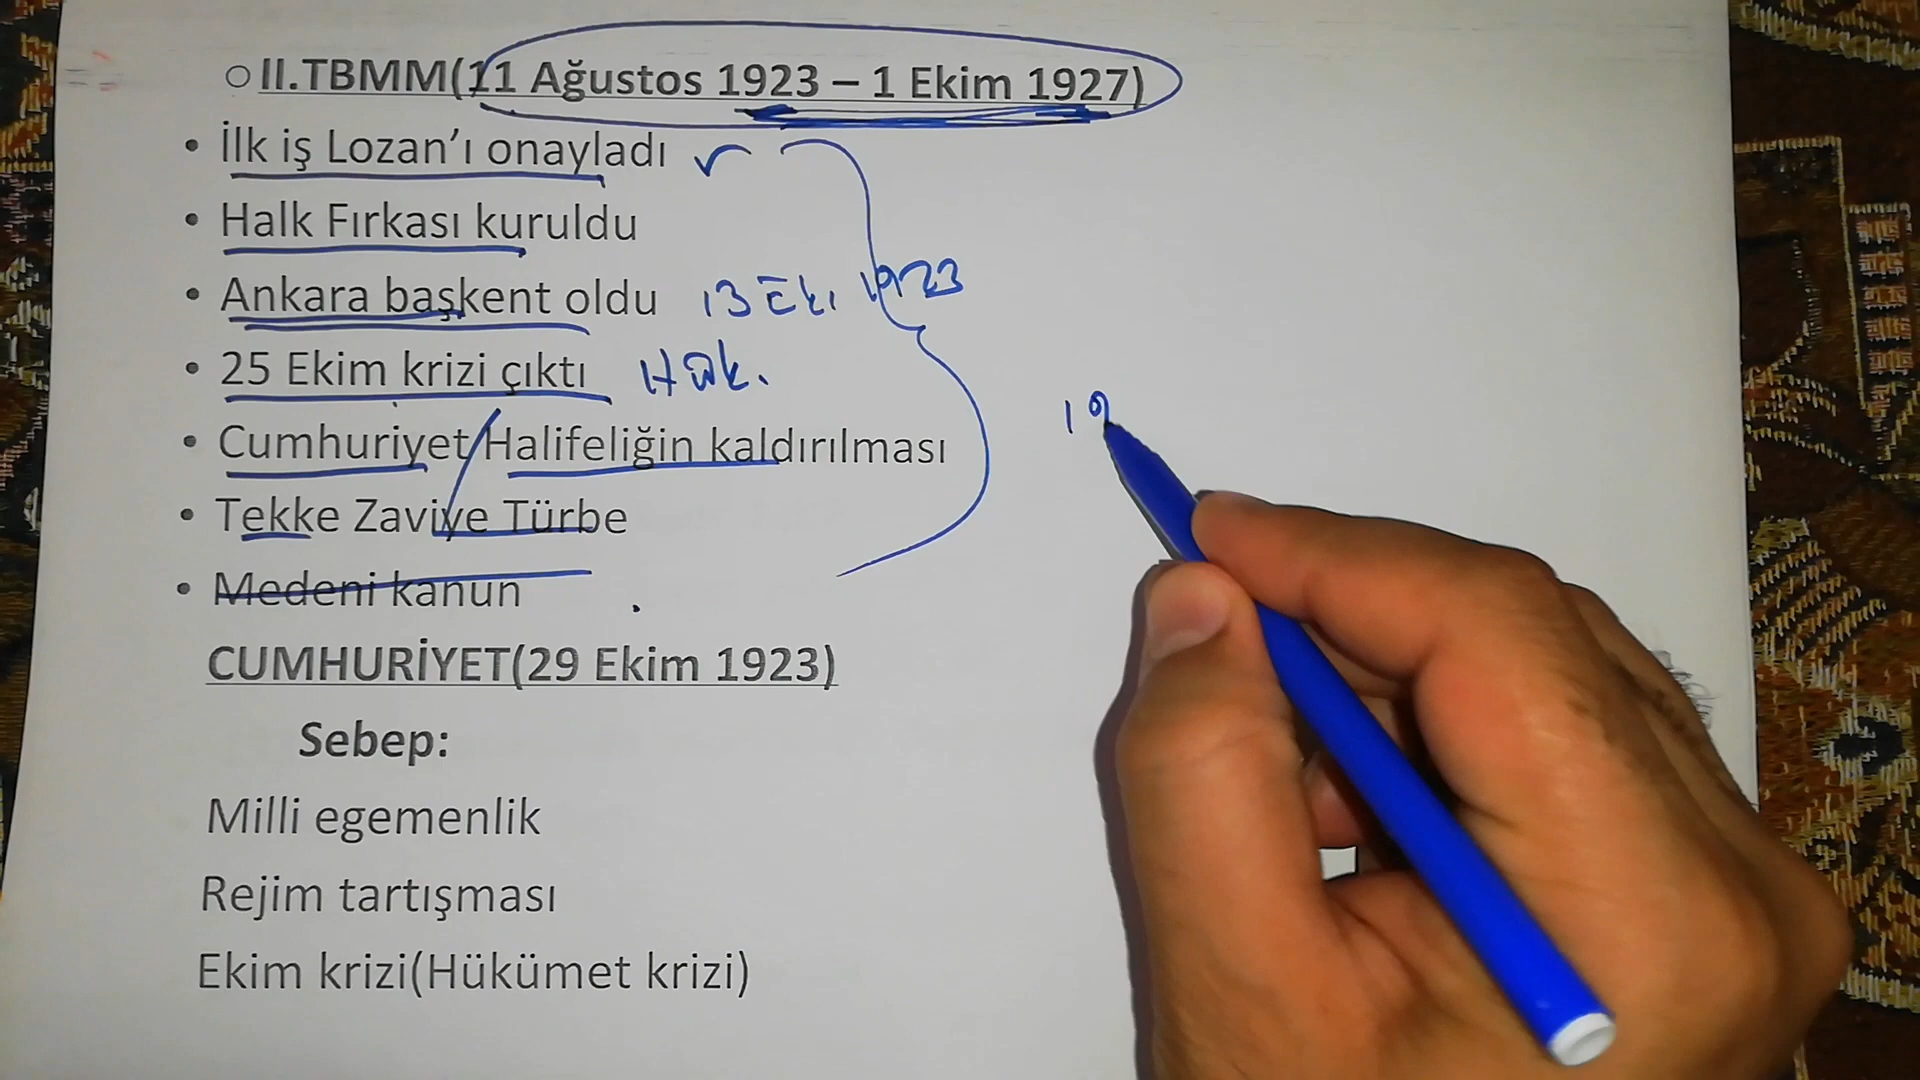 ○ II.TBMM(11 Ağustos 1923 – 1 Ekim 1927)
• İlk iş Lozan’ı onayladı
• Halk Fırkası kuruldu
• Ankara başkent oldu 13 Ek. 1923
• 25 Ekim krizi çıktı Hük.
• Cumhuriyet/Halifeliğin kaldırılması
19
• Tekke Zaviye Türbe
• Medeni kanun
CUMHURİYET(29 Ekim 1923)
Sebep:
Milli egemenlik
Rejim tartışması
Ekim krizi(Hükümet krizi)